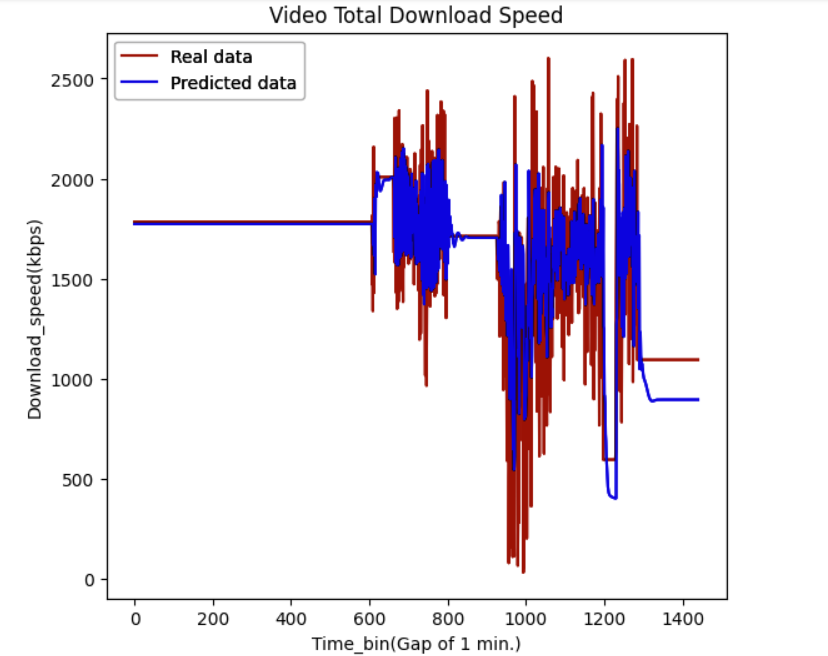 Video Total Download Speed
Real data
Predicted data
2500
2000
1500
1000
500
0
Download_speed(kbps)
0 200 400 600 800 1000 1200 1400
Time_bin(Gap of 1 min.)